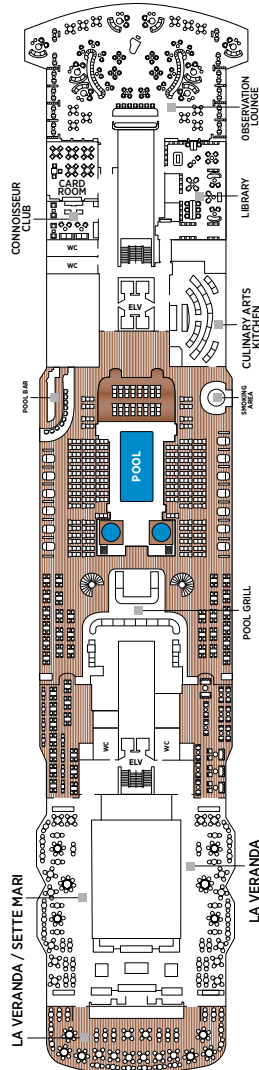 OBSERVATION
LOUNGE
CARD
ROOM
LIBRARY
CONNOISSEUR
CLUB
WC
WC
ELV
CULINARY ARTS
KITCHEN
POOL BAR
SMOKING
AREA
POOL
POOL GRILL
WC
WC
ELV
LA VERANDA / SETTE MARI
LA VERANDA